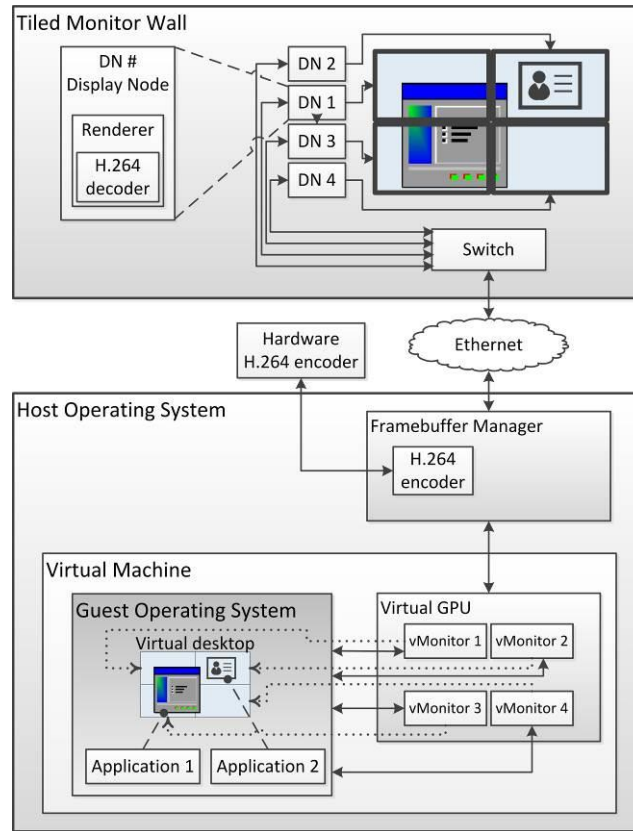 Tiled Monitor Wall
DN #
Display Node
Renderer
H.264
decoder
DN 2
DN 1
DN 3
DN 4
Switch
Ethernet
Hardware
H.264 encoder
Host Operating System
Framebuffer Manager
H.264
encoder
Virtual Machine
Guest Operating System
Virtual desktop
Application 1
Application 2
Virtual GPU
vMonitor 1
vMonitor 2
vMonitor 3
vMonitor 4